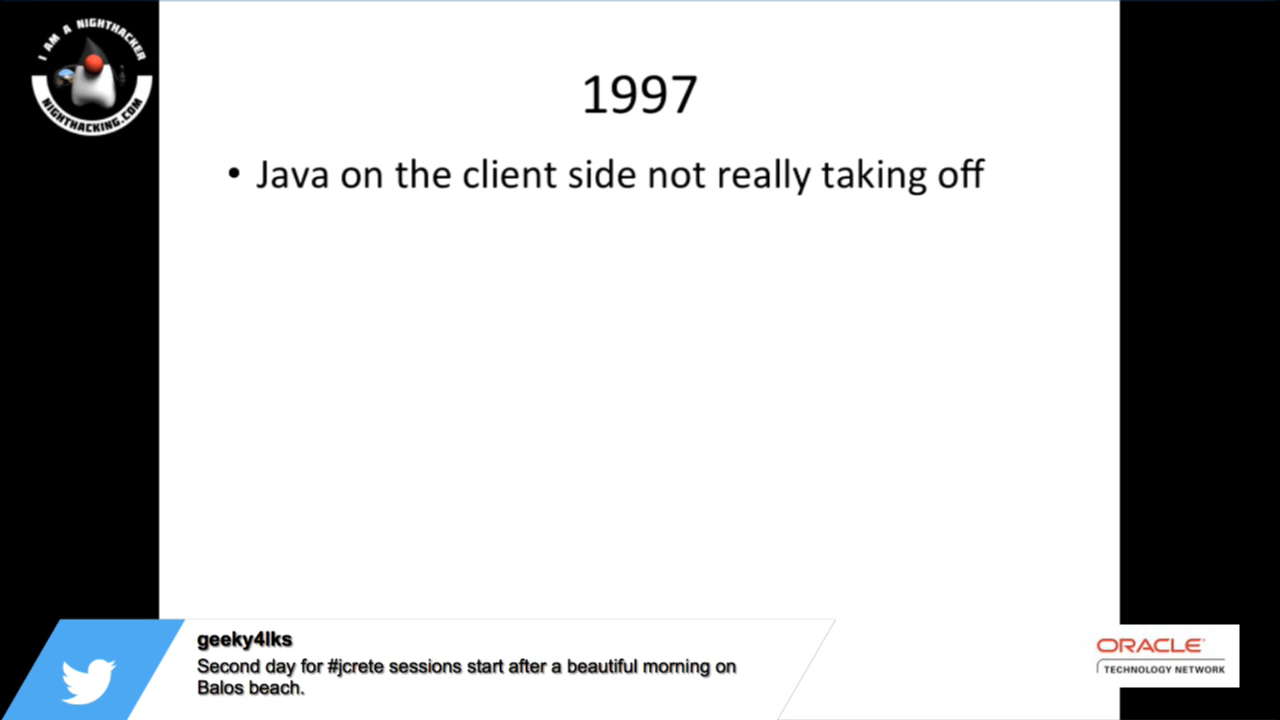 I AM A NIGHTHACKER
NIGHTHACKING.COM
1997
• Java on the client side not really taking off
geeky4lks
Second day for #jcrete sessions start after a beautiful morning on
Balos beach.
ORACLE
TECHNOLOGY NETWORK